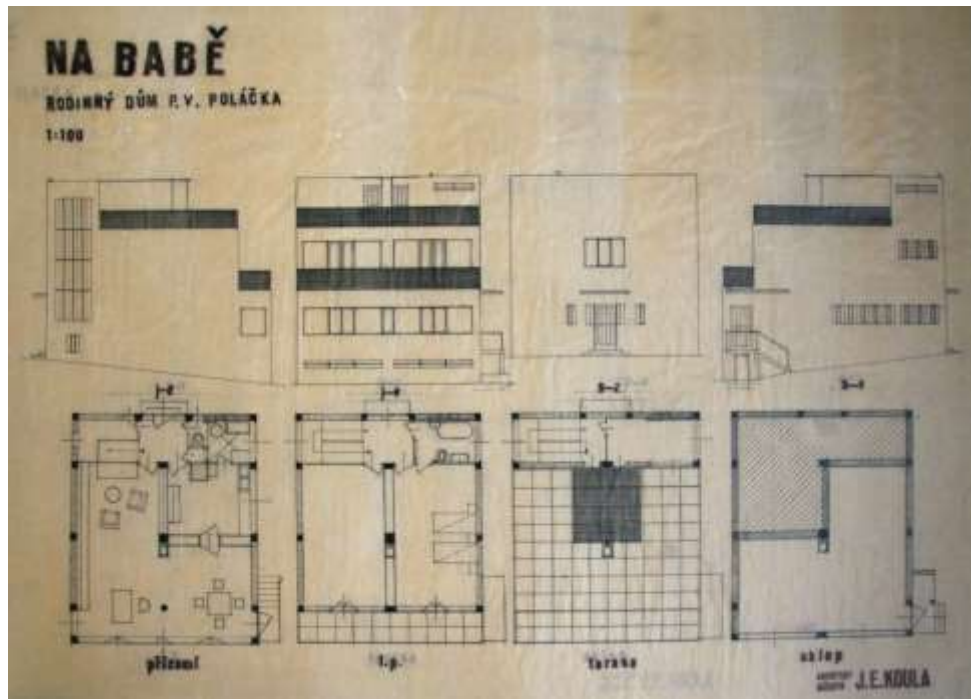 NA BABĚ
RODINNÝ DŮM P.V. POLÁČKA
1:100
přízemí
1.p.
terasa
sklep
J.E.KOULA